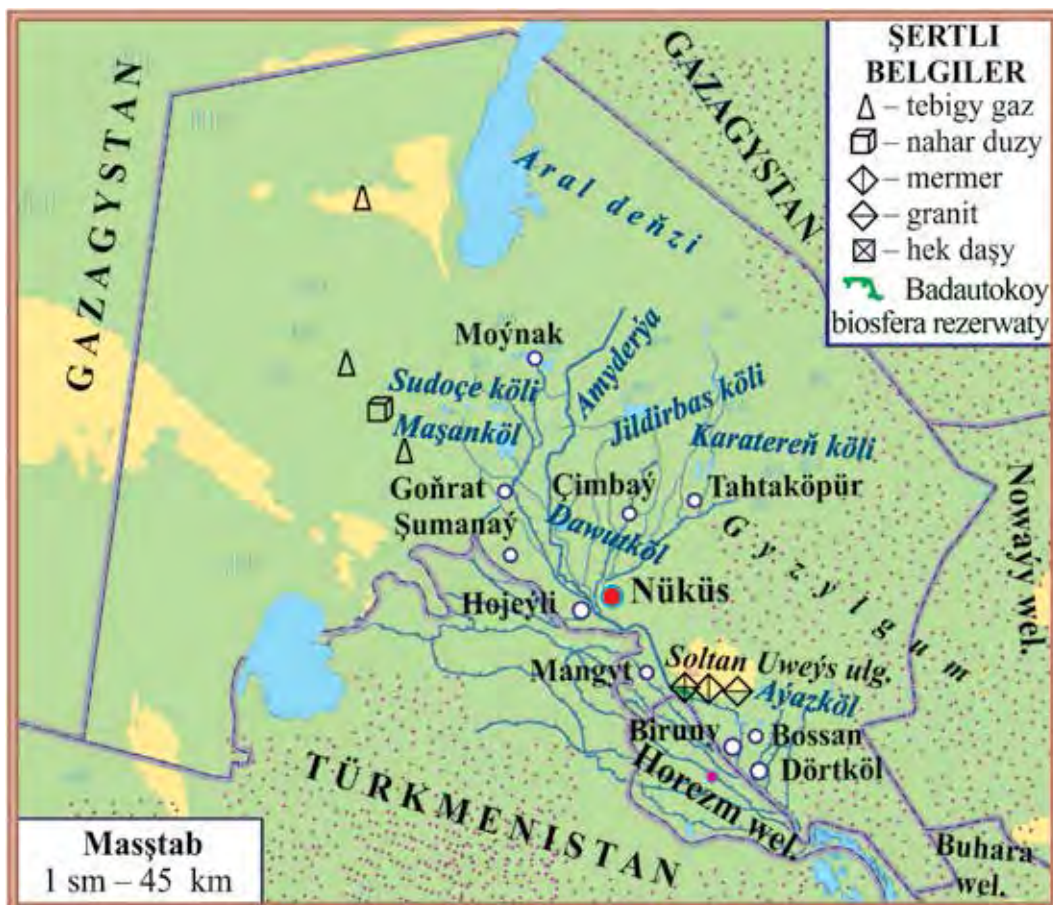 ŞERTLI
BELGILER
– tebigy gaz
– nahar duzy
– mermer
– granit
– hek daşy
Badautokoy
biosfera rezerwaty
GAZAGYSTAN
GAZAGYSTAN
Aral deňzi
Moýnak
Amyderýa
Sudoçe köli
Jildirbas köli
Maşanköl
Karatereň köli
Goňrat
Çimbaý
Tahtaköpür
Şumanaý
Dawutköl
Gyzylgum
Nowaýy wel.
Nüküs
Hojeýli
Mangyt
Soltan Uweýs ulg.
Aýazköl
Biruny
Bossan
Dörtköl
Horezm wel.
TÜRKMENISTAN
Buhara
wel.
Masştab
1 sm – 45 km